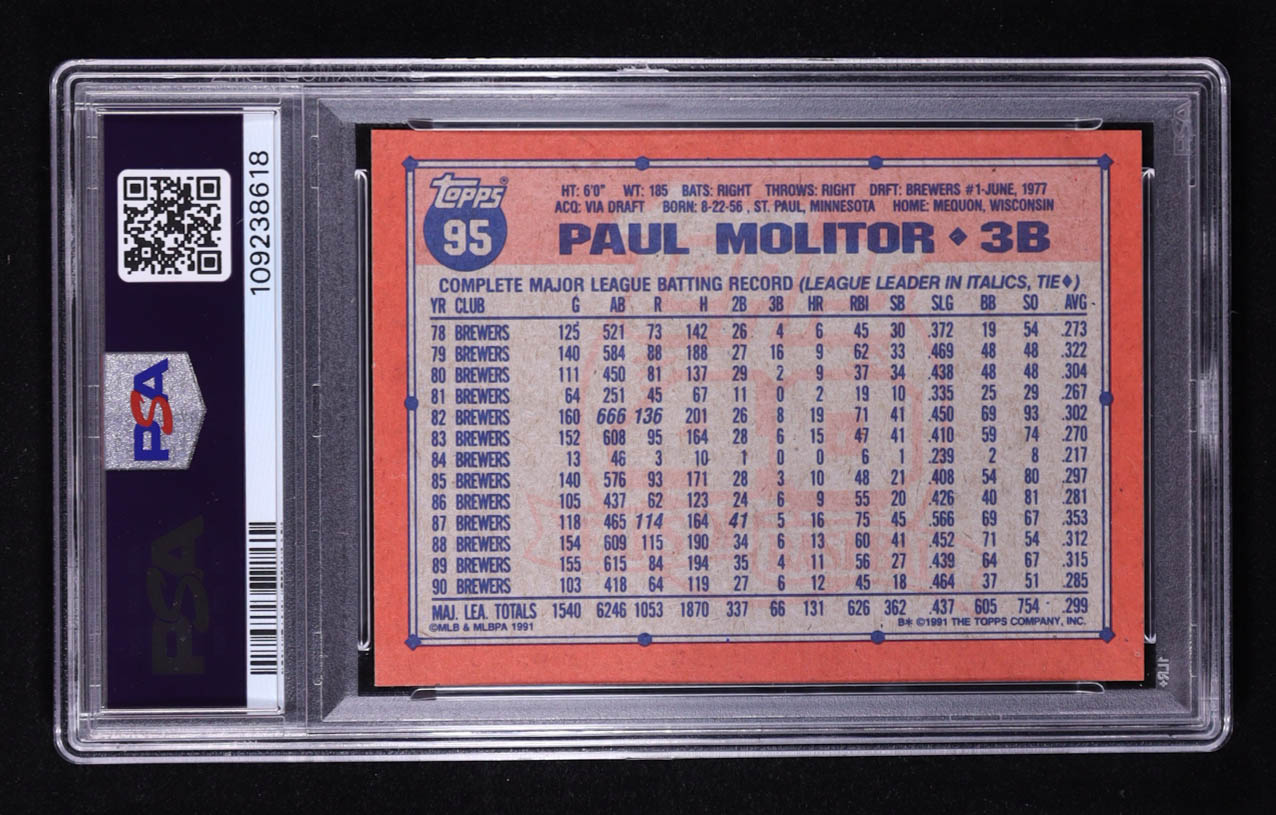 PSA
109238618
PSA
topps
95
HT: 6'0" WT: 185 BATS: RIGHT THROWS: RIGHT DRFT: BREWERS #1-JUNE, 1977
ACQ: VIA DRAFT BORN: 8-22-56 , ST. PAUL, MINNESOTA HOME: MEQUON, WISCONSIN
PAUL MOLITOR ◆ 3B
COMPLETE MAJOR LEAGUE BATTING RECORD (LEAGUE LEADER IN ITALICS, TIE◆)
YR CLUB G AB R H 2B 3B HR RBI SB SLG BB SO AVG
78 BREWERS 125 521 73 142 26 4 6 45 30 .372 19 54 .273
79 BREWERS 140 584 88 188 27 16 9 62 33 .469 48 48 .322
80 BREWERS 111 450 81 137 29 2 9 37 34 .438 48 48 .304
81 BREWERS 64 251 45 67 11 0 2 19 10 .335 25 29 .267
82 BREWERS 160 666 136 201 26 8 19 71 41 .450 69 93 .302
83 BREWERS 152 608 95 164 28 6 15 47 41 .410 59 74 .270
84 BREWERS 13 46 3 10 1 0 0 6 1 .239 2 8 .217
85 BREWERS 140 576 93 171 28 3 10 48 21 .408 54 80 .297
86 BREWERS 105 437 62 123 24 6 9 55 20 .426 40 81 .281
87 BREWERS 118 465 114 164 41 5 16 75 45 .566 69 67 .353
88 BREWERS 154 609 115 190 34 6 13 60 41 .452 71 54 .312
89 BREWERS 155 615 84 194 35 4 11 56 27 .439 64 67 .315
90 BREWERS 103 418 64 119 27 6 12 45 18 .464 37 51 .285
MAJ. LEA. TOTALS 1540 6246 1053 1870 337 66 131 626 362 .437 605 754 .299
©MLB & MLBPA 1991 B* ©1991 THE TOPPS COMPANY, INC.